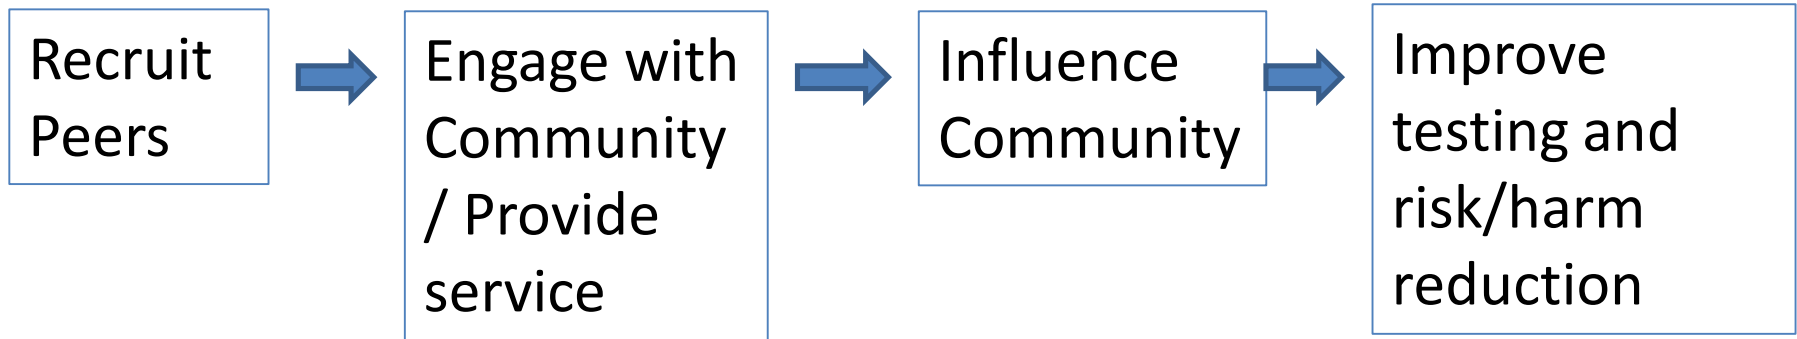 Recruit
Peers
Engage with
Community
/ Provide
service
Influence
Community
Improve
testing and
risk/harm
reduction